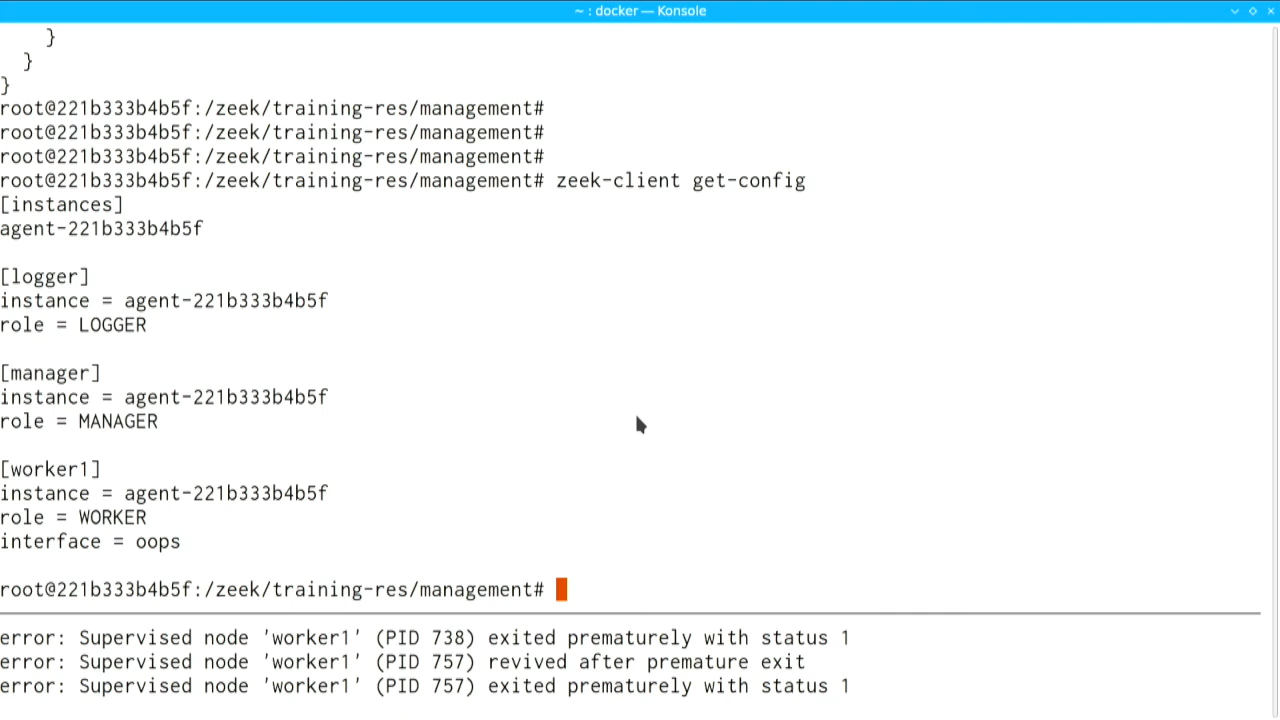 ~ : docker — Konsole
}
}
}
root@221b333b4b5f:/zeek/training-res/management#
root@221b333b4b5f:/zeek/training-res/management#
root@221b333b4b5f:/zeek/training-res/management#
root@221b333b4b5f:/zeek/training-res/management# zeek-client get-config
[instances]
agent-221b333b4b5f
[logger]
instance = agent-221b333b4b5f
role = LOGGER
[manager]
instance = agent-221b333b4b5f
role = MANAGER
[worker1]
instance = agent-221b333b4b5f
role = WORKER
interface = oops
root@221b333b4b5f:/zeek/training-res/management#
error: Supervised node 'worker1' (PID 738) exited prematurely with status 1
error: Supervised node 'worker1' (PID 757) revived after premature exit
error: Supervised node 'worker1' (PID 757) exited prematurely with status 1